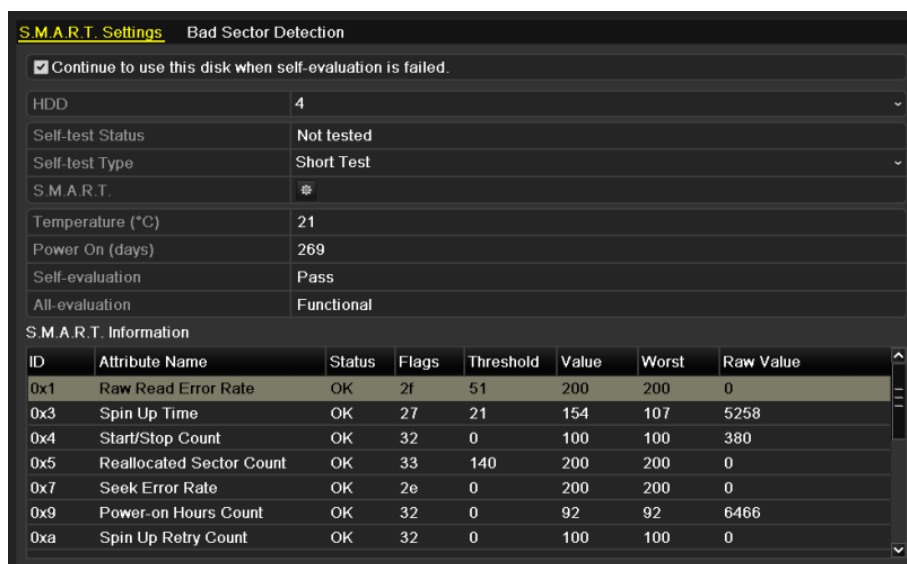 S.M.A.R.T. Settings Bad Sector Detection
Continue to use this disk when self-evaluation is failed.
HDD 4
Self-test Status Not tested
Self-test Type Short Test
S.M.A.R.T.
Temperature (°C) 21
Power On (days) 269
Self-evaluation Pass
All-evaluation Functional
S.M.A.R.T. Information
ID Attribute Name Status Flags Threshold Value Worst Raw Value
0x1 Raw Read Error Rate OK 2f 51 200 200 0
0x3 Spin Up Time OK 27 21 154 107 5258
0x4 Start/Stop Count OK 32 0 100 100 380
0x5 Reallocated Sector Count OK 33 140 200 200 0
0x7 Seek Error Rate OK 2e 0 200 200 0
0x9 Power-on Hours Count OK 32 0 92 92 6466
0xa Spin Up Retry Count OK 32 0 100 100 0